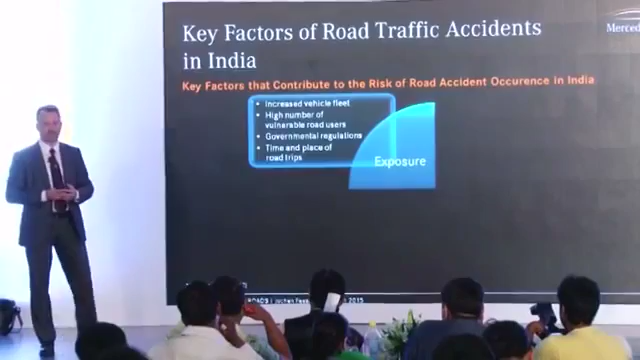 Key Factors of Road Traffic Accidents
in India
Merced
Key Factors that Contribute to the Risk of Road Accident Occurence in India
• Increased vehicle fleet
• High number of
vulnerable road users
• Governmental regulations
• Time and place of
road trips
Exposure
Jochen 2015